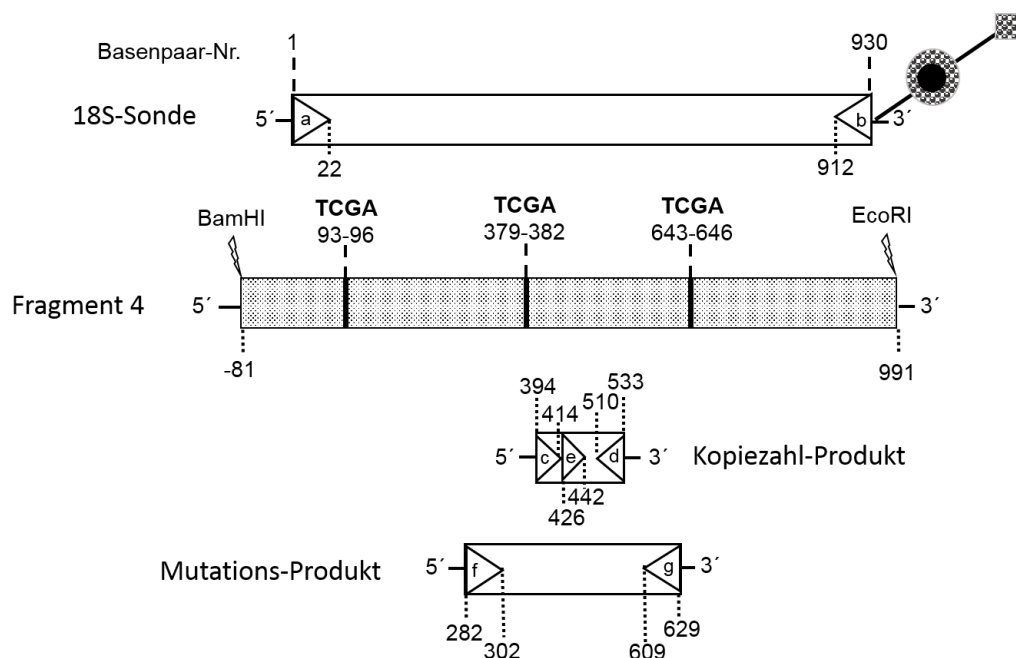 1 930
Basenpaar-Nr.
18S-Sonde 5´ a b 3´
22 912
TCGA TCGA TCGA
BamHI 93-96 379-382 643-646 EcoRI
Fragment 4 5´ 3´
-81 991
394 533
414 510
5´ c e d 3´ Kopiezahl-Produkt
442
426
Mutations-Produkt 5´ f g 3´
282 629
302 609